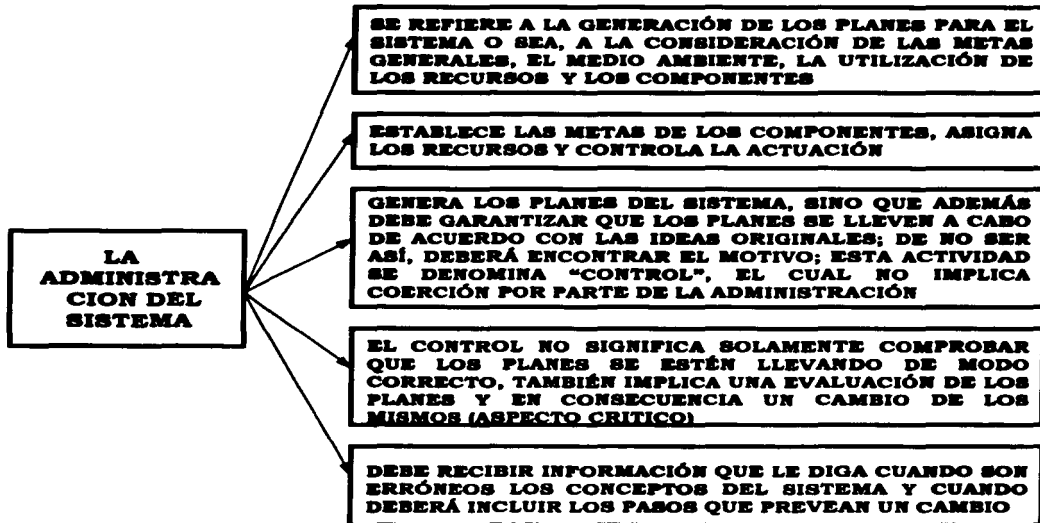 SE REFIERE A LA GENERACIÓN DE LOS PLANES PARA EL
SISTEMA O SEA, A LA CONSIDERACIÓN DE LAS METAS
GENERALES, EL MEDIO AMBIENTE, LA UTILIZACIÓN DE
LOS RECURSOS Y LOS COMPONENTES
ESTABLECE LAS METAS DE LOS COMPONENTES, ASIGNA
LOS RECURSOS Y CONTROLA LA ACTUACIÓN
GENERA LOS PLANES DEL SISTEMA, SINO QUE ADEMÁS
DEBE GARANTIZAR QUE LOS PLANES SE LLEVEN A CABO
DE ACUERDO CON LAS IDEAS ORIGINALES; DE NO SER
ASÍ, DEBERÁ ENCONTRAR EL MOTIVO; ESTA ACTIVIDAD
SE DENOMINA “CONTROL”, EL CUAL NO IMPLICA
COERCIÓN POR PARTE DE LA ADMINISTRACIÓN
LA
ADMINISTRA
CION DEL
SISTEMA
EL CONTROL NO SIGNIFICA SOLAMENTE COMPROBAR
QUE LOS PLANES SE ESTÉN LLEVANDO DE MODO
CORRECTO, TAMBIÉN IMPLICA UNA EVALUACIÓN DE LOS
PLANES Y EN CONSECUENCIA UN CAMBIO DE LOS
MISMOS (ASPECTO CRITICO)
DEBE RECIBIR INFORMACIÓN QUE LE DIGA CUANDO SON
ERRÓNEOS LOS CONCEPTOS DEL SISTEMA Y CUANDO
DEBERÁ INCLUIR LOS PASOS QUE PREVEAN UN CAMBIO